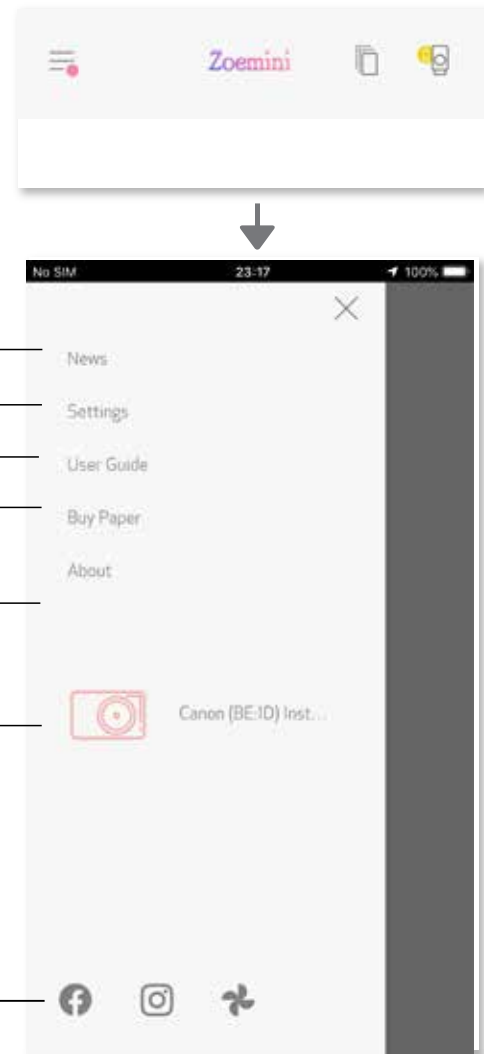 Zoemini
No SIM 23:17 100%
News
Settings
User Guide
Buy Paper
About
Canon (BE:1D) Inst...